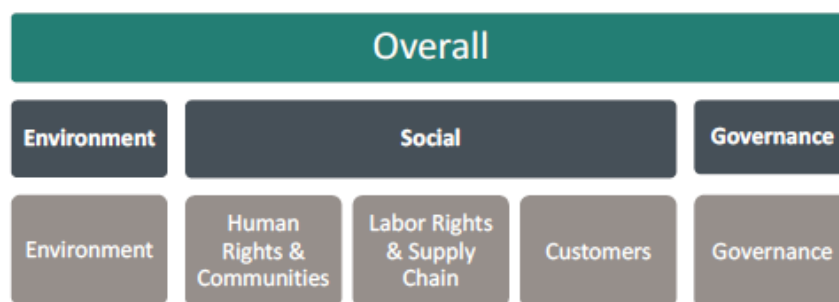 Overall
Environment
Social
Governance
Environment
Human
Rights &
Communities
Labor Rights
& Supply
Chain
Customers
Governance